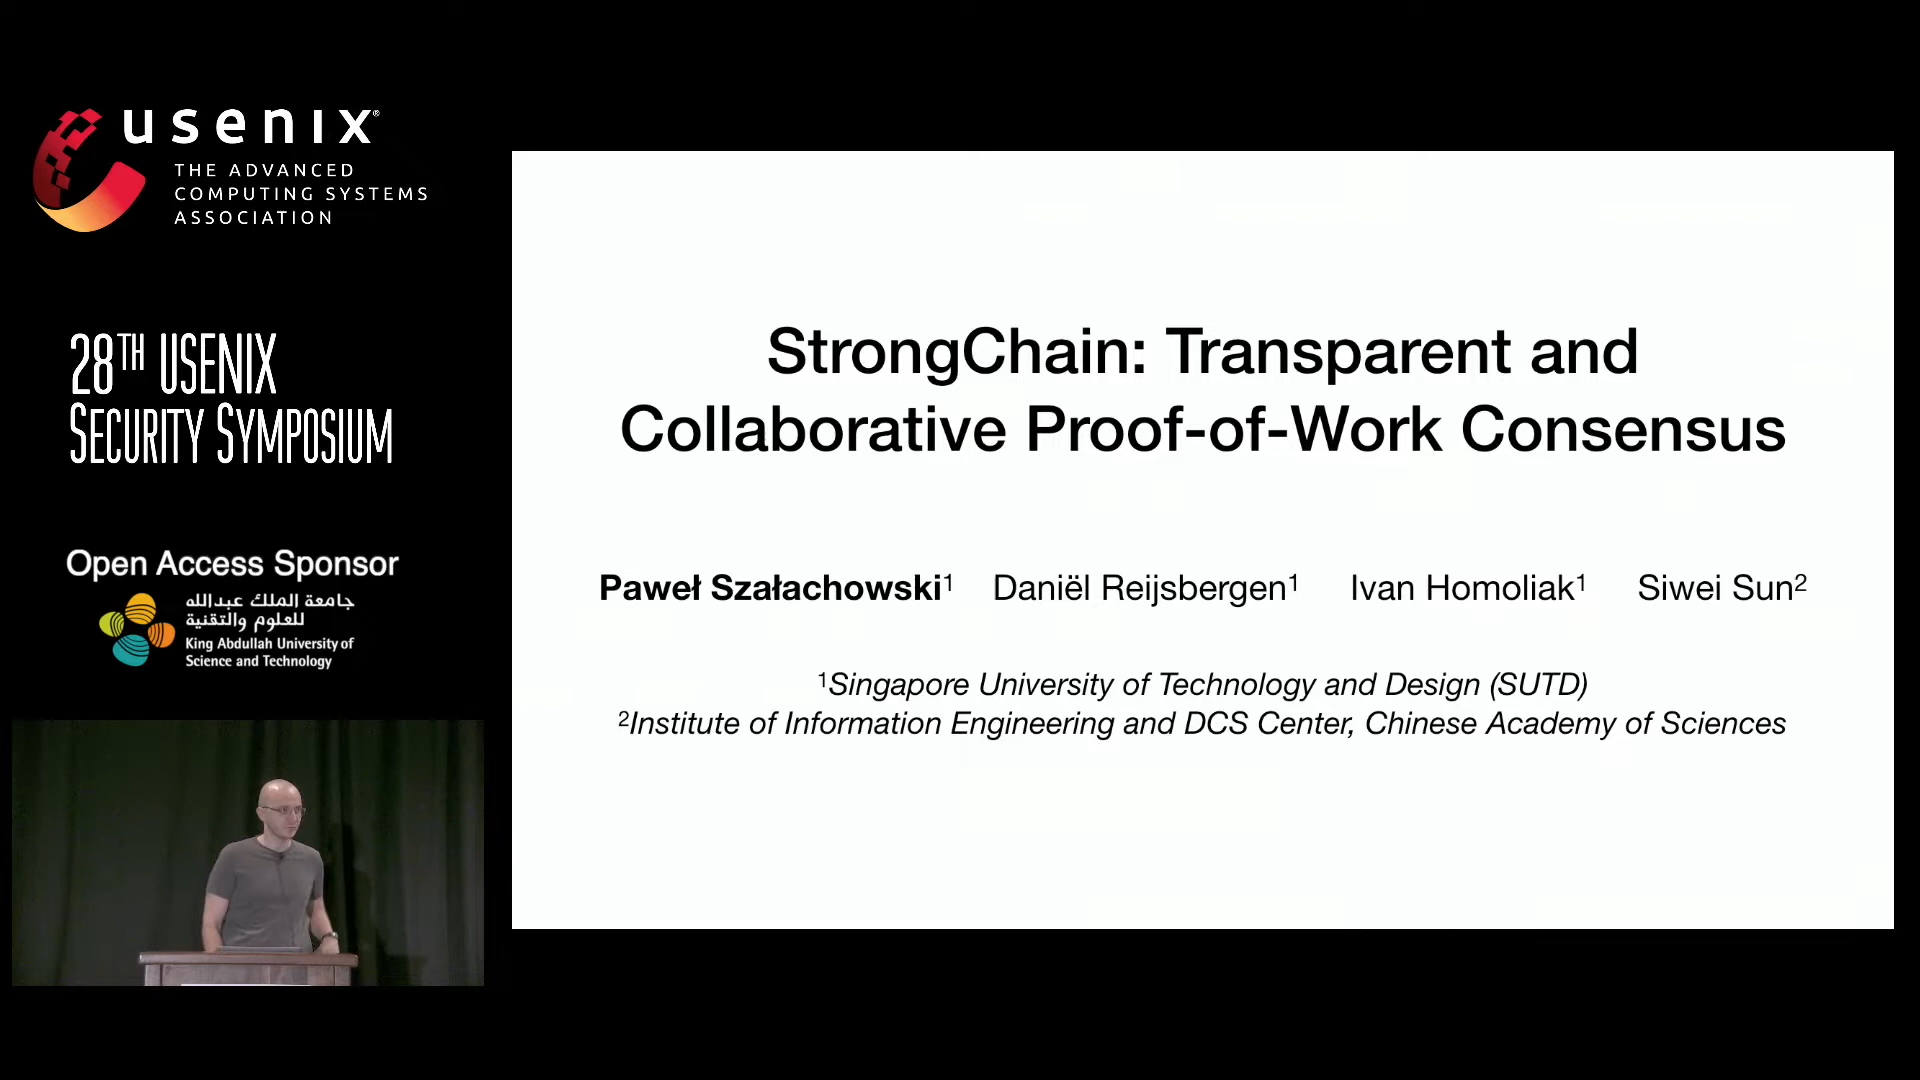 usenix®
THE ADVANCED
COMPUTING SYSTEMS
ASSOCIATION
28TH USENIX
SECURITY SYMPOSIUM
Open Access Sponsor
جامعة الملك عبدالله
للعلوم والتقنية
King Abdullah University of
Science and Technology
StrongChain: Transparent and
Collaborative Proof-of-Work Consensus
Paweł Szałachowski¹ Daniël Reijsbergen¹ Ivan Homoliak¹ Siwei Sun²
¹Singapore University of Technology and Design (SUTD)
²Institute of Information Engineering and DCS Center, Chinese Academy of Sciences